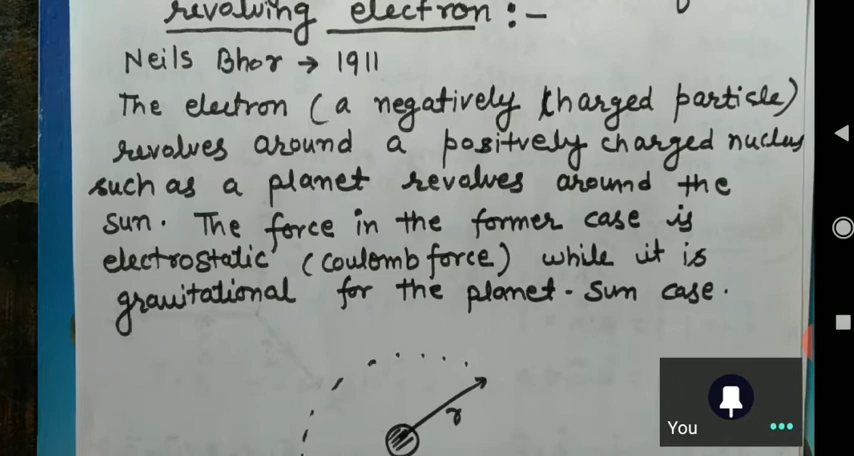 revolving electron :-
Neils Bhor → 1911
The electron (a negatively charged particle)
revolves around a positvely charged nucleus
such as a planet revolves around the
sun. The force in the former case is
electrostatic (coulomb force) while it is
gravitational for the planet - sun case.
r
You